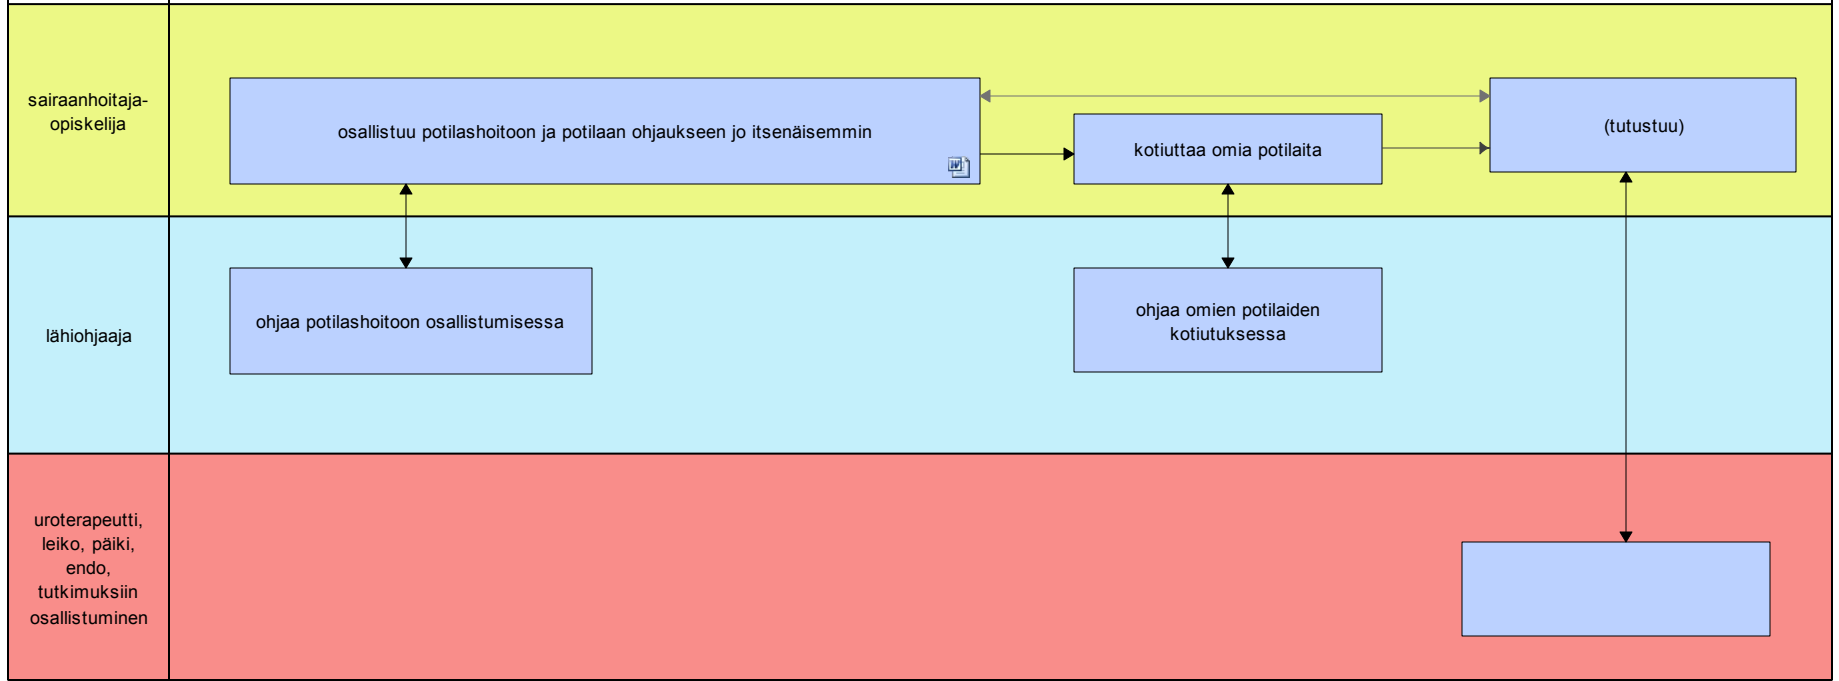 sairaanhoitaja-
opiskelija
osallistuu potilashoitoon ja potilaan ohjaukseen jo itsenäisemmin
kotiuttaa omia potilaita
(tutustuu)
lähiohjaaja
ohjaa potilashoitoon osallistumisessa
ohjaa omien potilaiden
kotiutuksessa
uroterapeutti,
leiko, päiki,
endo,
tutkimuksiin
osallistuminen